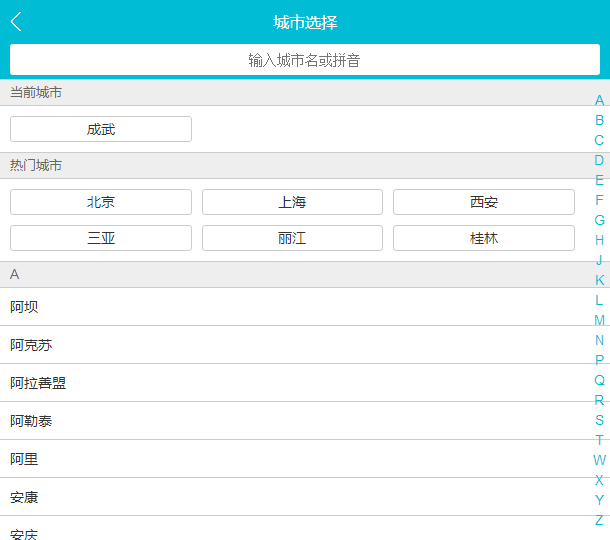 城市选择
输入城市名或拼音
当前城市
成武
热门城市
北京 上海 西安
三亚 丽江 桂林
A
阿坝
阿克苏
阿拉善盟
阿勒泰
阿里
安康
安庆
A
B
C
D
E
F
G
H
J
K
L
M
N
P
Q
R
S
T
W
X
Y
Z